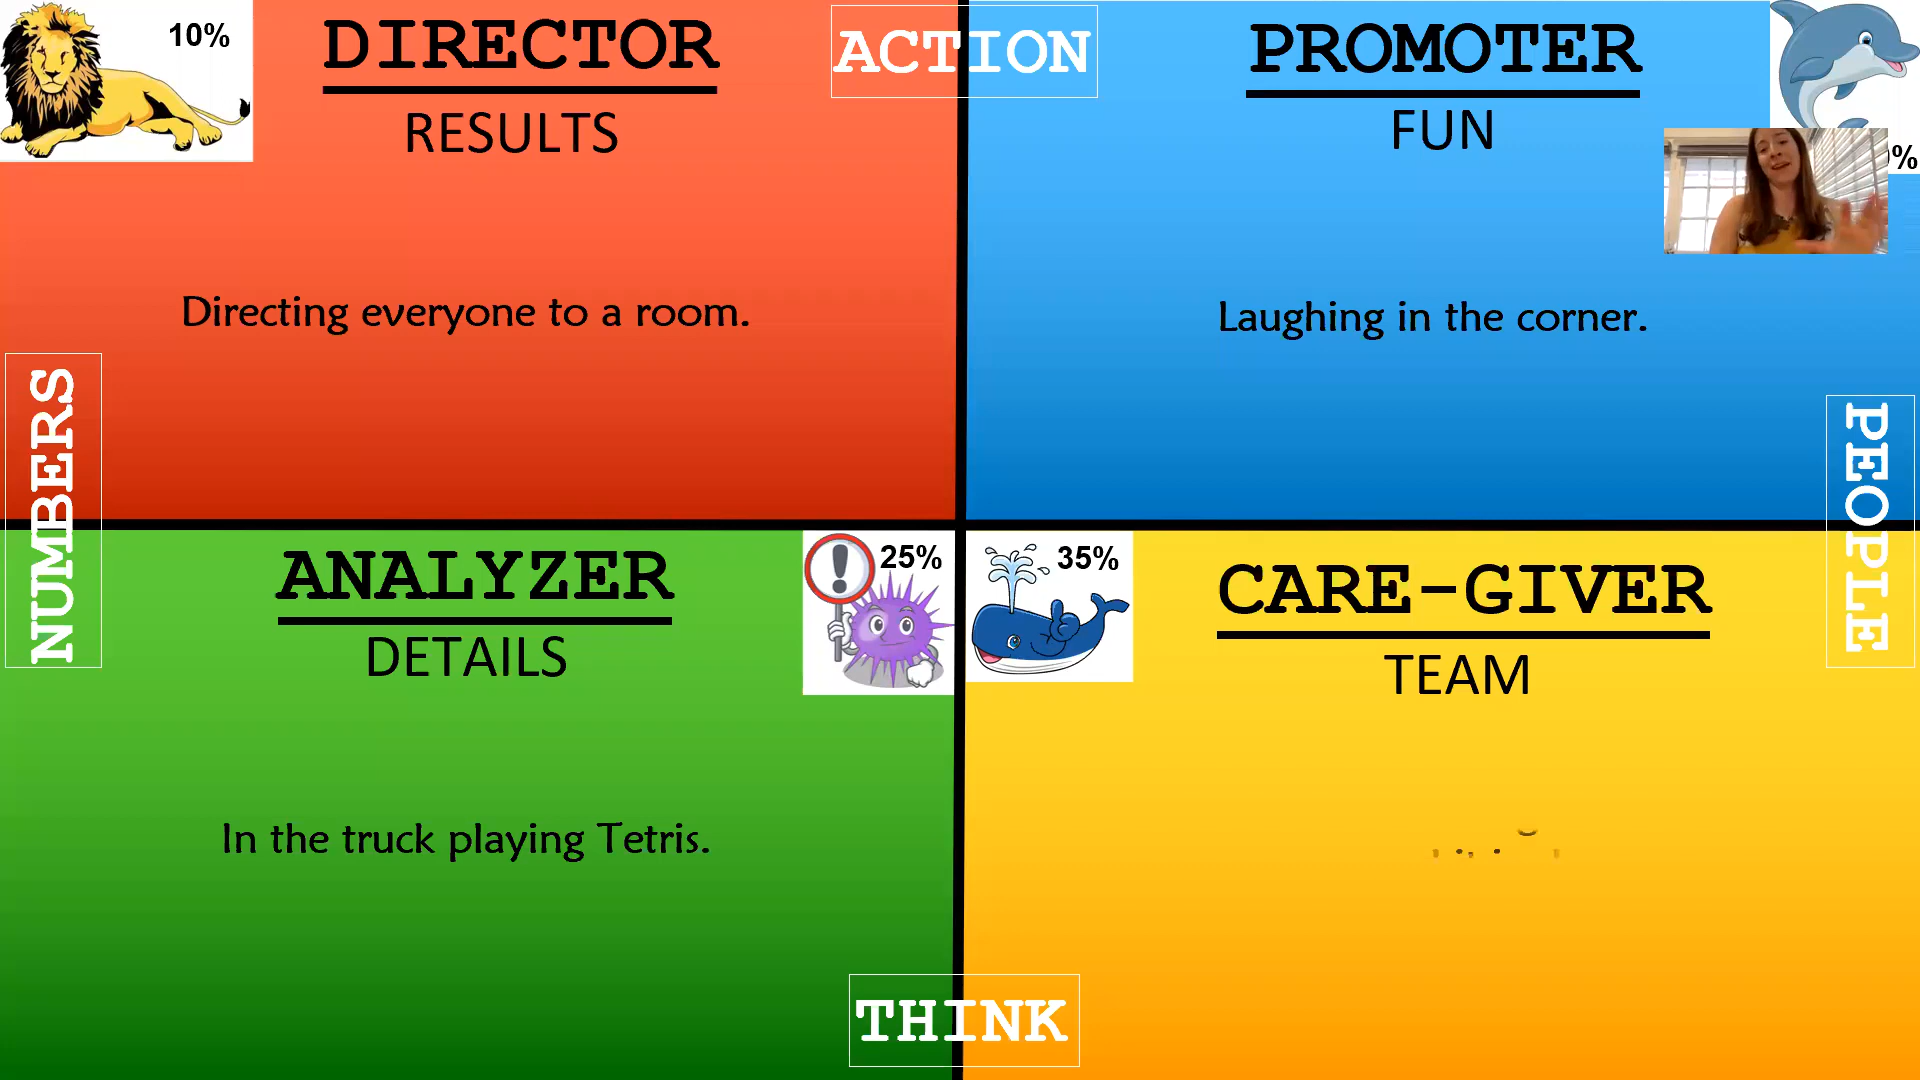 10%
DIRECTOR
RESULTS
ACTION
PROMOTER
FUN
%
Directing everyone to a room.
Laughing in the corner.
NUMBERS
PEOPLE
ANALYZER
DETAILS
25%
35%
CARE-GIVER
TEAM
In the truck playing Tetris.
THINK